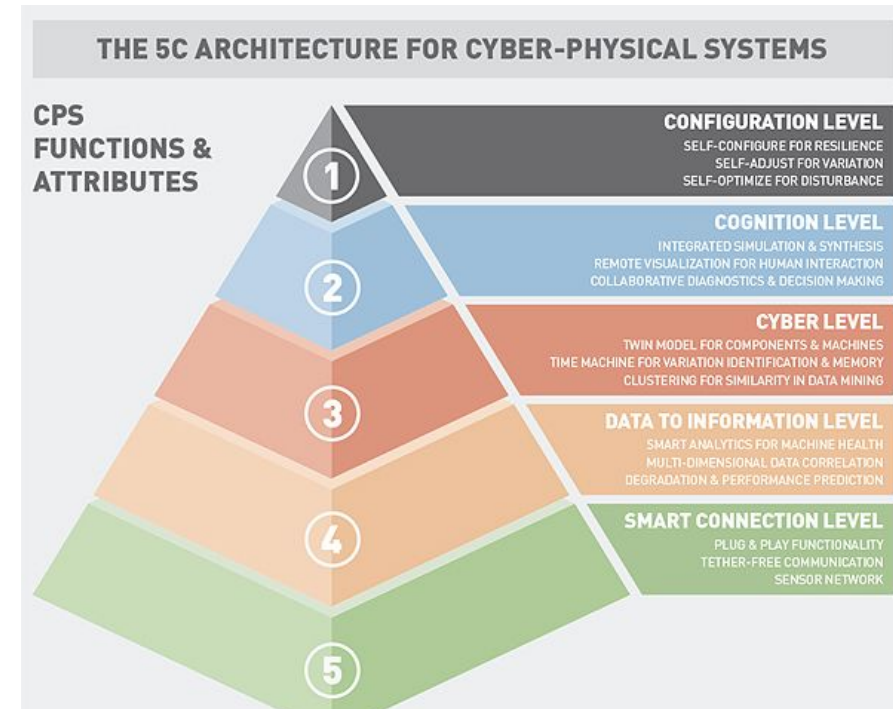 THE 5C ARCHITECTURE FOR CYBER-PHYSICAL SYSTEMS
CPS
FUNCTIONS &
ATTRIBUTES
1
CONFIGURATION LEVEL
SELF-CONFIGURE FOR RESILIENCE
SELF-ADJUST FOR VARIATION
SELF-OPTIMIZE FOR DISTURBANCE
2
COGNITION LEVEL
INTEGRATED SIMULATION & SYNTHESIS
REMOTE VISUALIZATION FOR HUMAN INTERACTION
COLLABORATIVE DIAGNOSTICS & DECISION MAKING
3
CYBER LEVEL
TWIN MODEL FOR COMPONENTS & MACHINES
TIME MACHINE FOR VARIATION IDENTIFICATION & MEMORY
CLUSTERING FOR SIMILARITY IN DATA MINING
4
DATA TO INFORMATION LEVEL
SMART ANALYTICS FOR MACHINE HEALTH
MULTI-DIMENSIONAL DATA CORRELATION
DEGRADATION & PERFORMANCE PREDICTION
5
SMART CONNECTION LEVEL
PLUG & PLAY FUNCTIONALITY
TETHER-FREE COMMUNICATION
SENSOR NETWORK